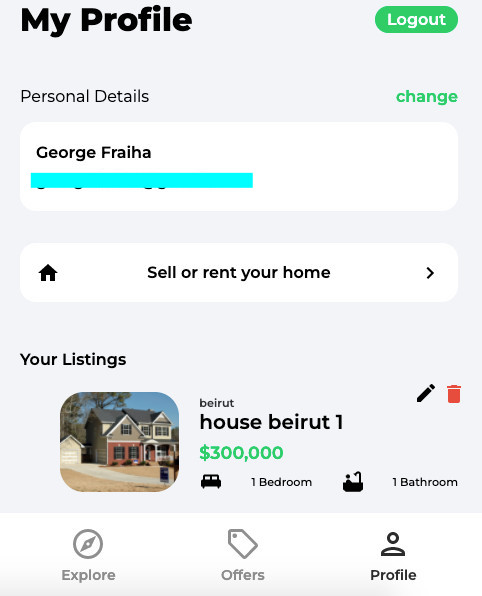 My Profile
Logout
Personal Details
change
George Fraiha
Sell or rent your home
Your Listings
beirut
house beirut 1
$300,000
1 Bedroom
1 Bathroom
Explore
Offers
Profile